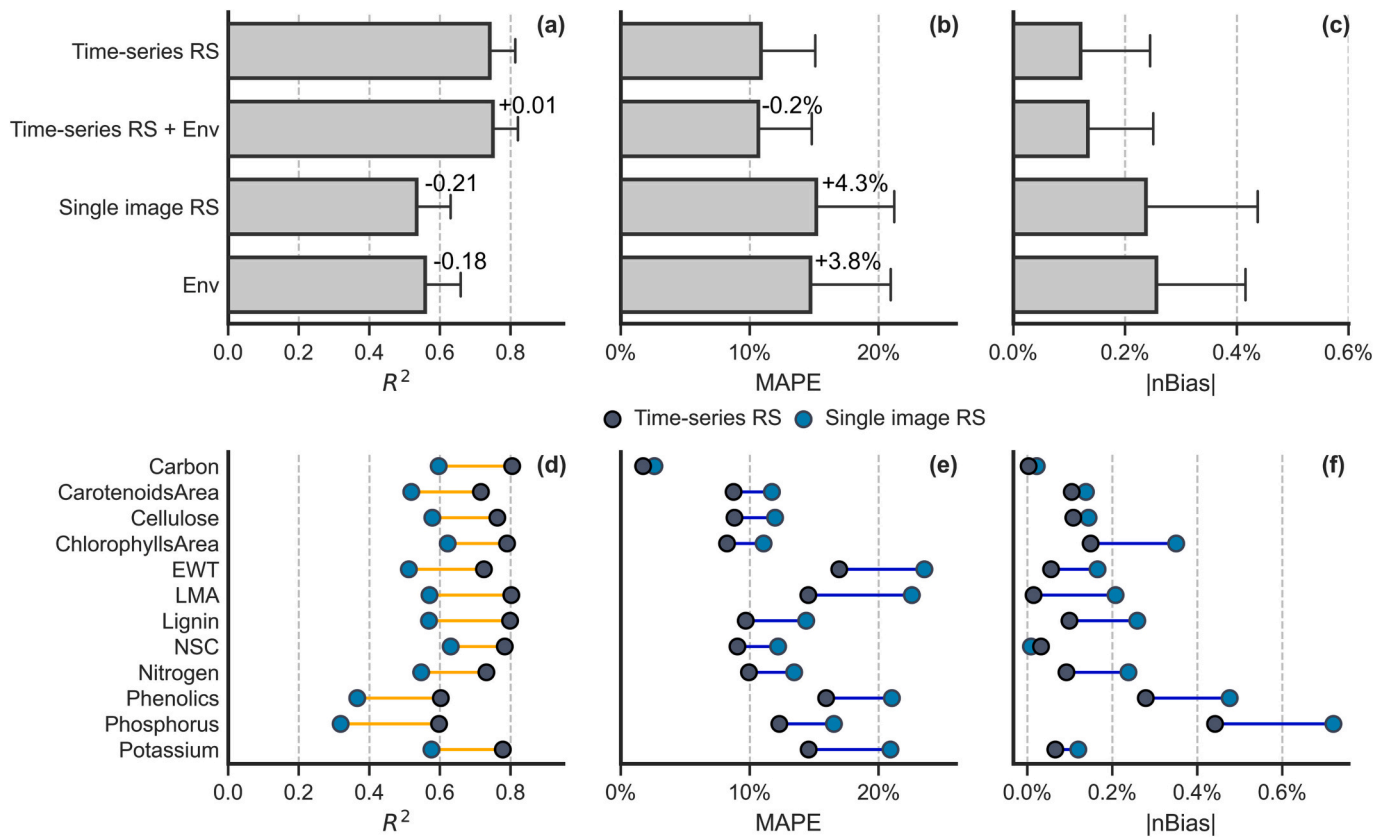 (a) (b) (c)
Time-series RS
+0.01 -0.2%
Time-series RS + Env
-0.21 +4.3%
Single image RS
-0.18 +3.8%
Env
0.0 0.2 0.4 0.6 0.8 0% 10% 20% 0.0% 0.2% 0.4% 0.6%
R² MAPE |nBias|
Time-series RS Single image RS
(d) (e) (f)
Carbon
CarotenoidsArea
Cellulose
ChlorophyllsArea
EWT
LMA
Lignin
NSC
Nitrogen
Phenolics
Phosphorus
Potassium
0.0 0.2 0.4 0.6 0.8 0% 10% 20% 0.0% 0.2% 0.4% 0.6%
R² MAPE |nBias|